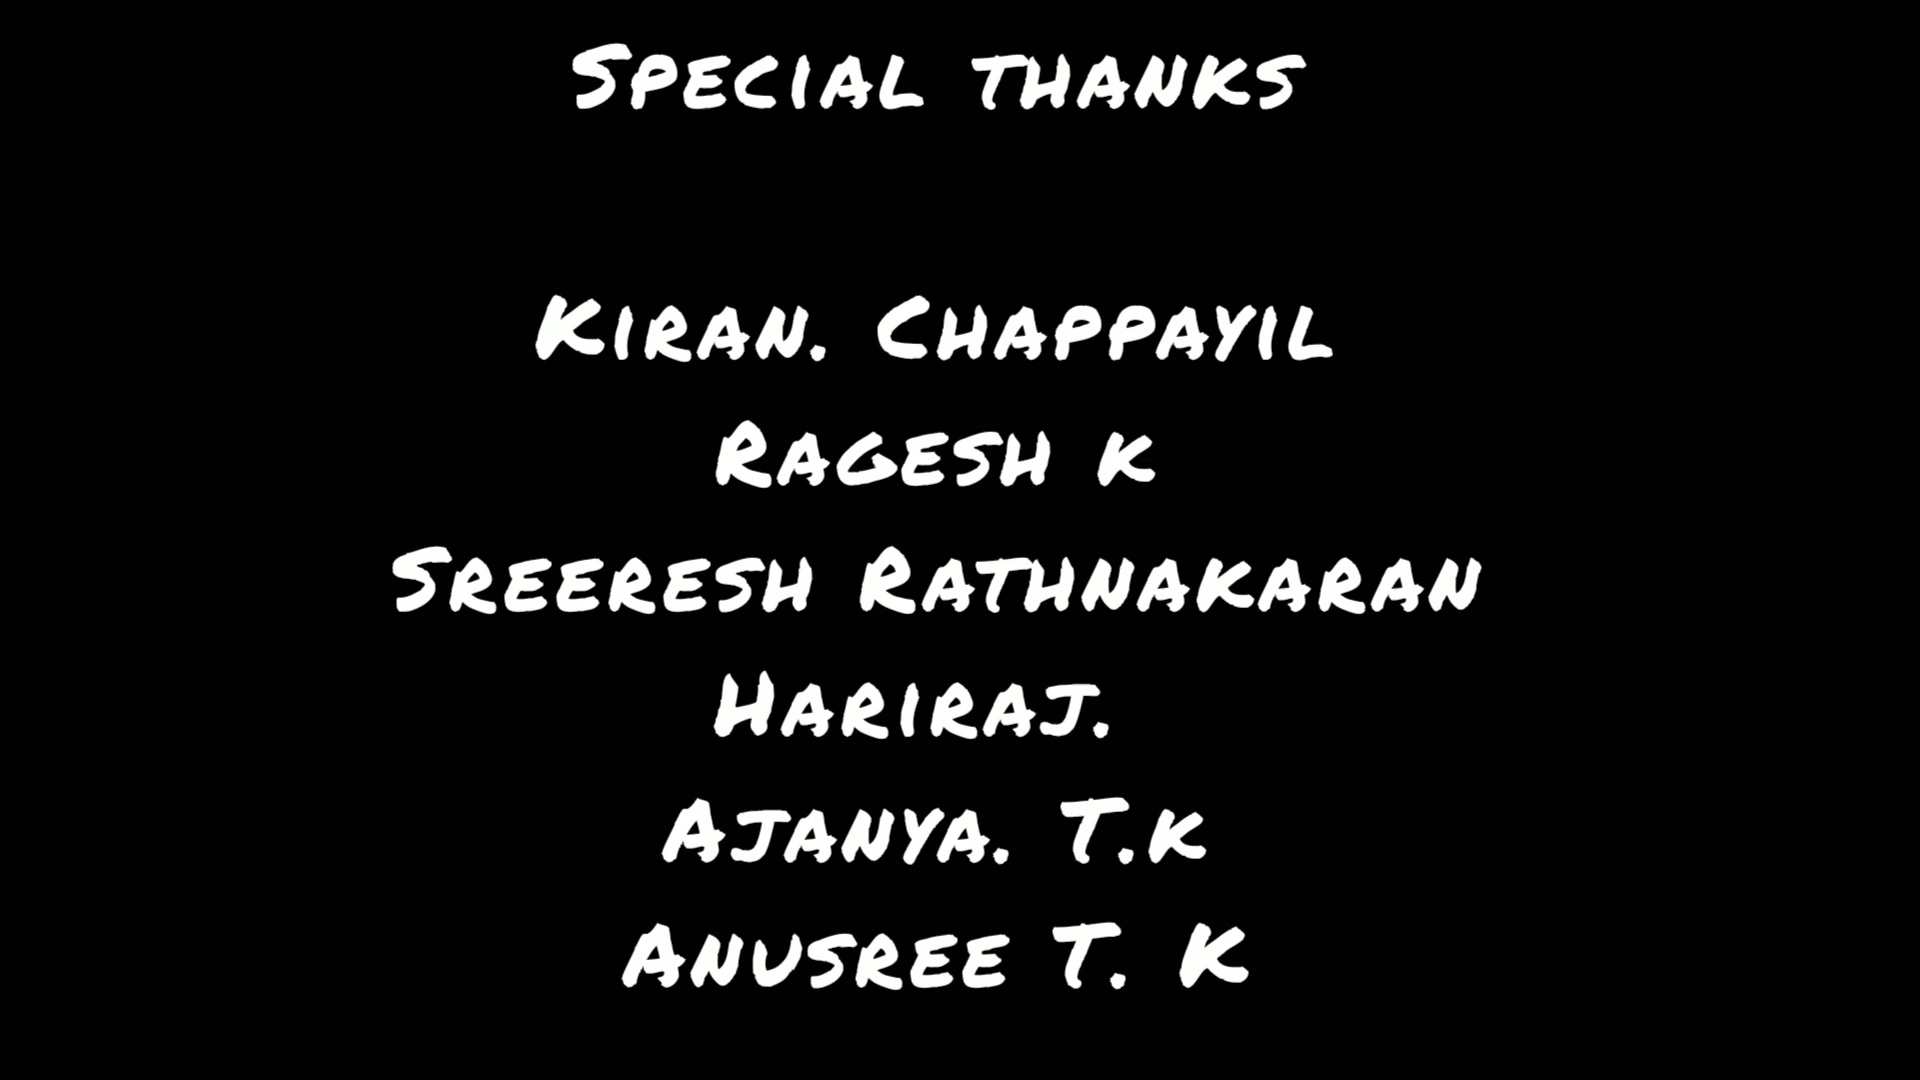 Special thanks
Kiran. Chappayil
Ragesh k
Sreeresh Rathnakaran
Hariraj.
Ajanya. T.k
Anusree T. K